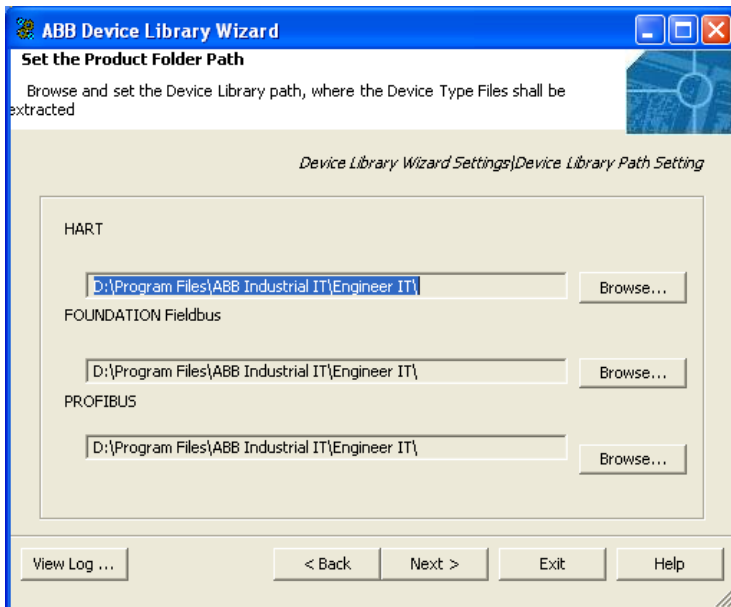 ABB Device Library Wizard
Set the Product Folder Path
Browse and set the Device Library path, where the Device Type Files shall be
extracted
Device Library Wizard Settings|Device Library Path Setting
HART
D:\Program Files\ABB Industrial IT\Engineer IT\
Browse...
FOUNDATION Fieldbus
D:\Program Files\ABB Industrial IT\Engineer IT\
Browse...
PROFIBUS
D:\Program Files\ABB Industrial IT\Engineer IT\
Browse...
View Log ...
< Back
Next >
Exit
Help